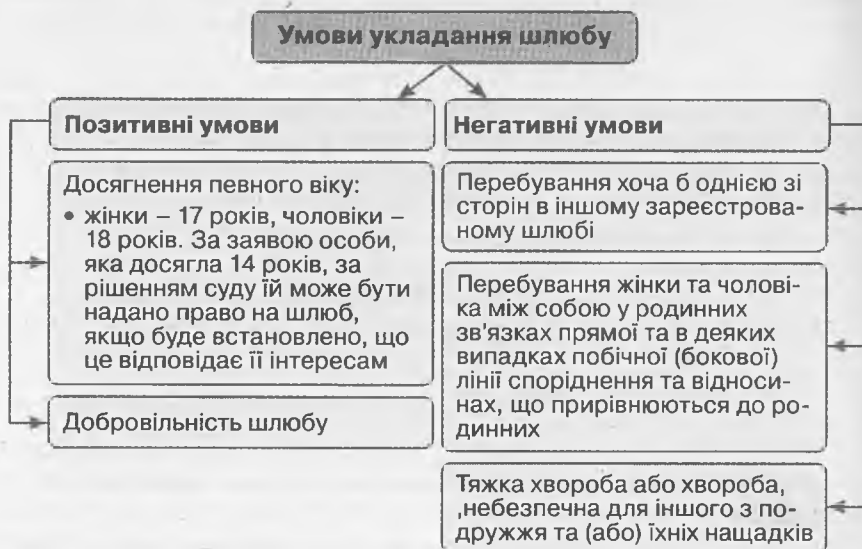 Умови укладання шлюбу
Позитивні умови
Досягнення певного віку:
• жінки – 17 років, чоловіки –
18 років. За заявою особи,
яка досягла 14 років, за
рішенням суду їй може бути
надано право на шлюб,
якщо буде встановлено, що
це відповідає її інтересам
Добровільність шлюбу
Негативні умови
Перебування хоча б однією зі
сторін в іншому зареєстрова-
ному шлюбі
Перебування жінки та чолові-
ка між собою у родинних
зв'язках прямої та в деяких
випадках побічної (бокової)
лінії споріднення та відноси-
нах, що прирівнюються до ро-
динних
Тяжка хвороба або хвороба,
,небезпечна для іншого з по-
дружжя та (або) їхніх нащадків